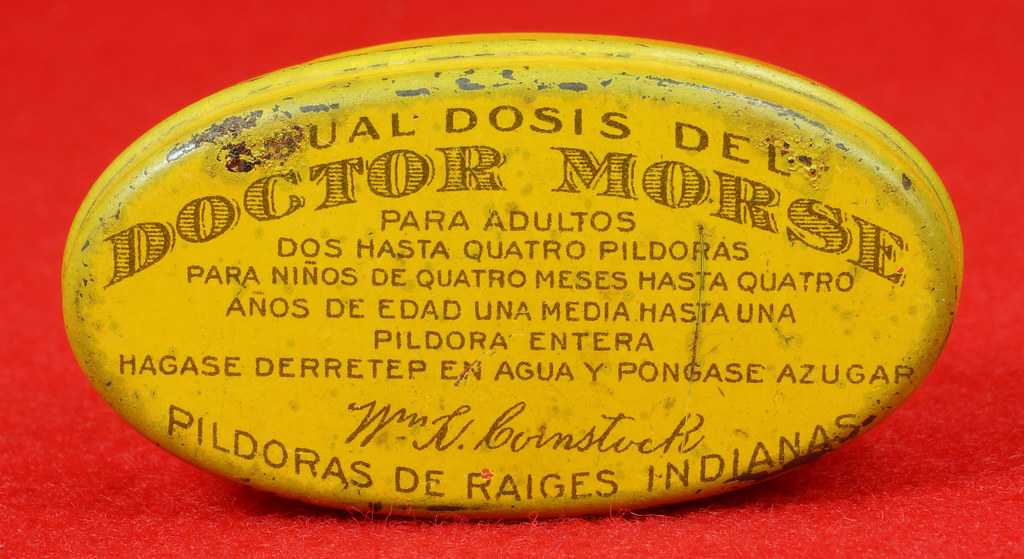 UAL DOSIS DEL
DOCTOR MORSE
PARA ADULTOS
DOS HASTA QUATRO PILDORAS
PARA NIÑOS DE QUATRO MESES HASTA QUATRO
AÑOS DE EDAD UNA MEDIA HASTA UNA
PILDORA ENTERA
HAGASE DERRETEP EN AGUA Y PONGASE AZUGAR
Wm. H. Comstock
PILDORAS DE RAIGES INDIANAS